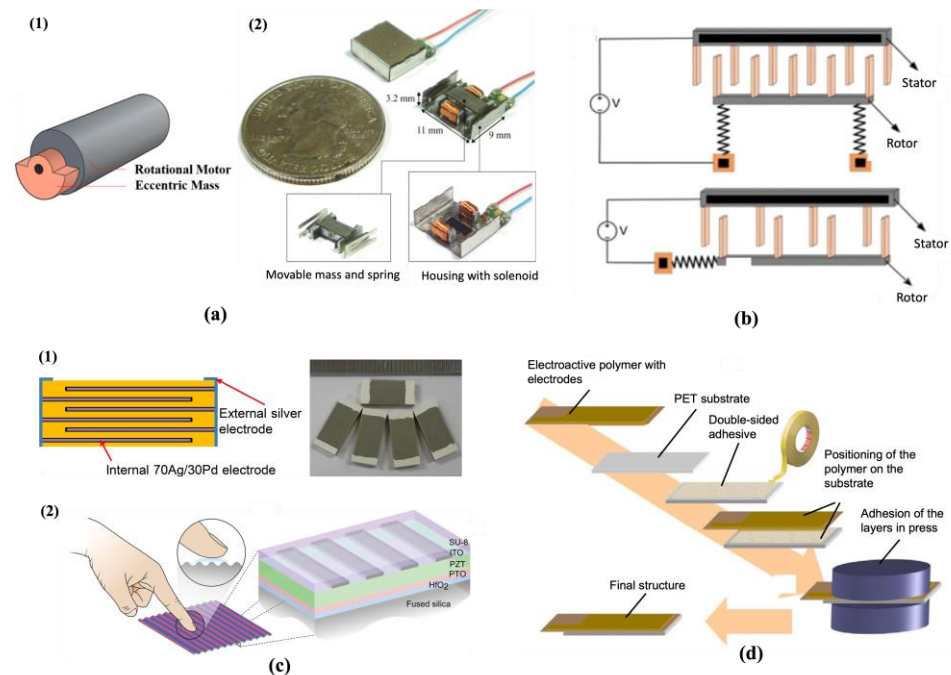 (1)
Rotational Motor
Eccentric Mass
(2)
3.2 mm
11 mm
9 mm
Movable mass and spring
Housing with solenoid
(a)
V
Stator
Rotor
V
Stator
Rotor
(b)
(1)
External silver
electrode
Internal 70Ag/30Pd electrode
(2)
SU-8
ITO
PZT
PTO
HfO₂
Fused silica
(c)
Electroactive polymer with
electrodes
PET substrate
Double-sided
adhesive
Positioning of the
polymer on the
substrate
Adhesion of the
layers in press
Final structure
(d)